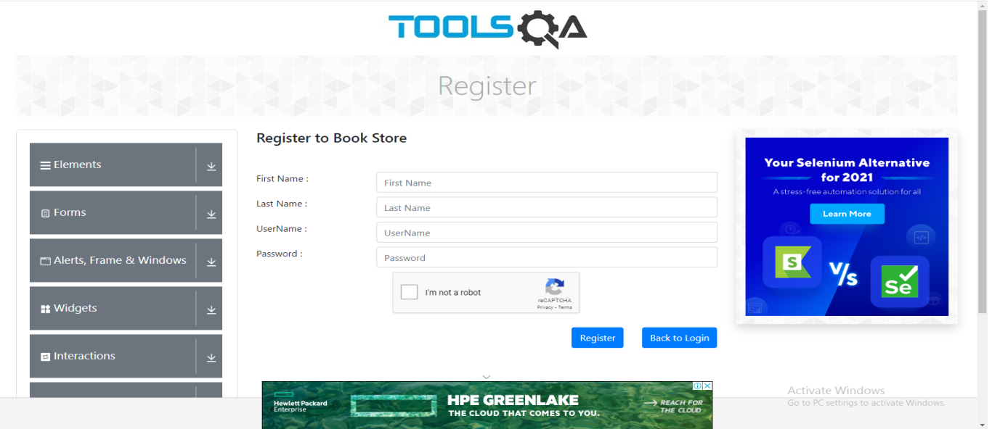 TOOLSQA
Register
Elements
Forms
Alerts, Frame & Windows
Widgets
Interactions
Register to Book Store
First Name :
First Name
Last Name :
Last Name
UserName :
UserName
Password :
Password
I'm not a robot
reCAPTCHA
Privacy - Terms
Register
Back to Login
Your Selenium Alternative
for 2021
A stress-free automation solution for all
Learn More
</>
S
V/s
Se
Hewlett Packard
Enterprise
HPE GREENLAKE
THE CLOUD THAT COMES TO YOU.
REACH FOR
THE CLOUD
Activate Windows
Go to PC settings to activate Windows.